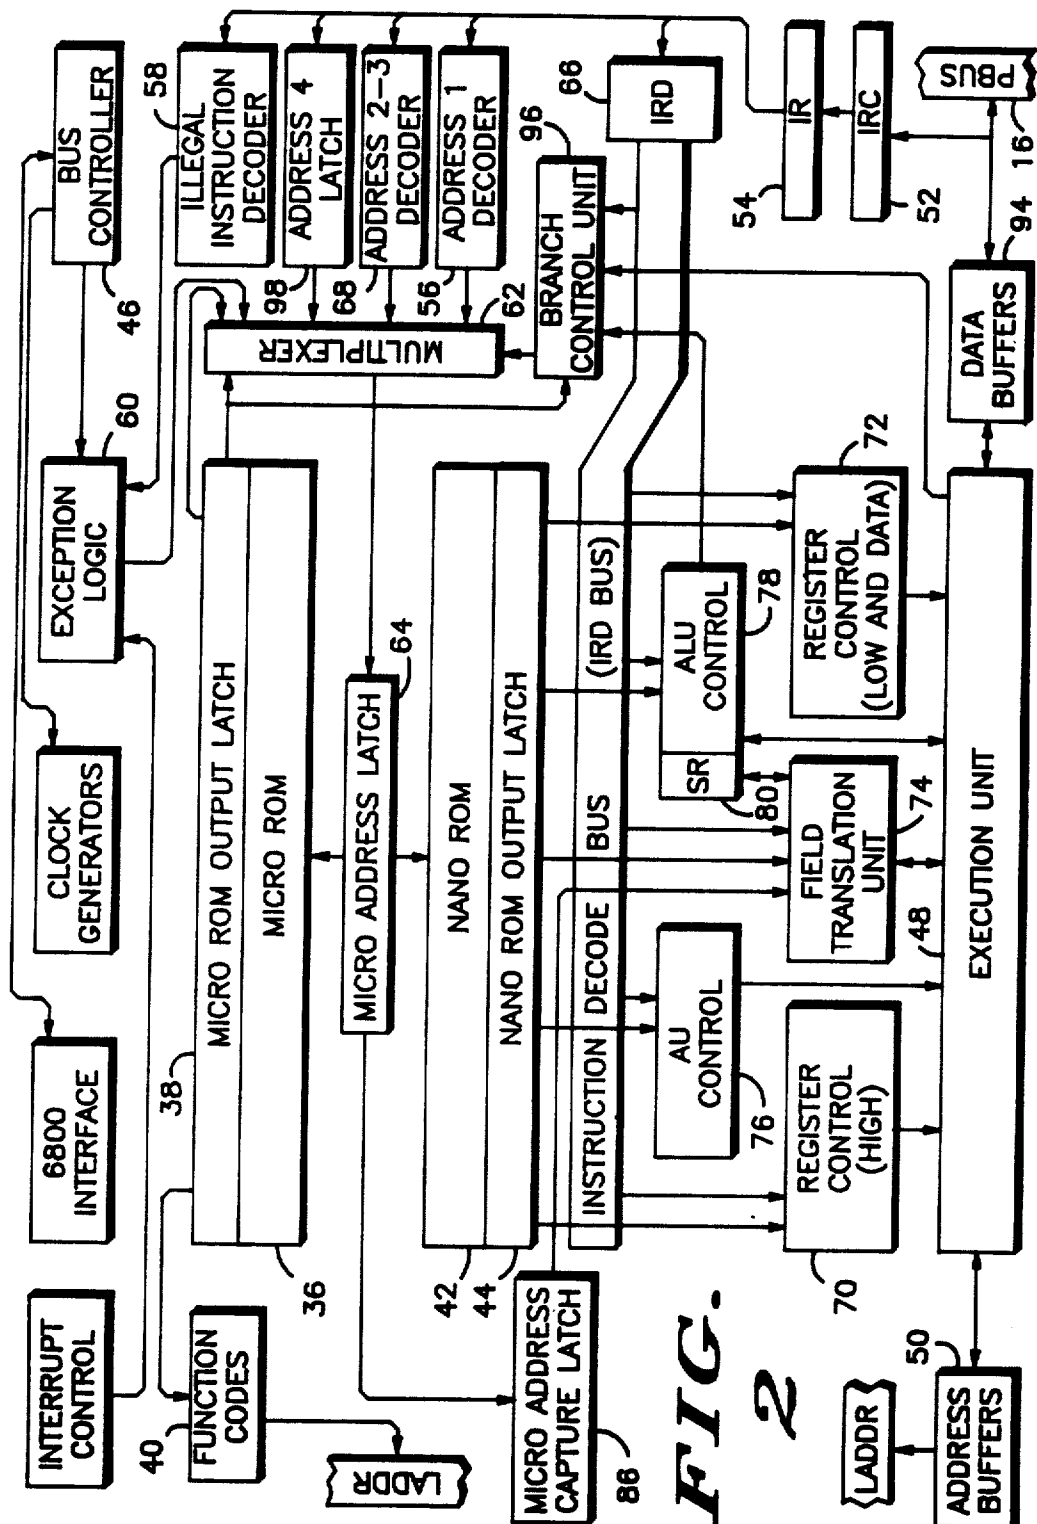 INTERRUPT
CONTROL
6800
INTERFACE
CLOCK
GENERATORS
EXCEPTION
LOGIC
60
BUS
CONTROLLER
46
40
FUNCTION
CODES
LADDR
38
MICRO ROM OUTPUT LATCH
MICRO ROM
36
MICRO ADDRESS LATCH
64
MULTIPLEXER
62
ILLEGAL
INSTRUCTION
DECODER
58
ADDRESS 4
LATCH
98
ADDRESS 2-3
DECODER
68
ADDRESS 1
DECODER
56
NANO ROM
NANO ROM OUTPUT LATCH
42
44
MICRO ADDRESS
CAPTURE LATCH
86
INSTRUCTION DECODE BUS (IRD BUS)
BRANCH
CONTROL UNIT
96
IRD
66
AU
CONTROL
76
SR
80
ALU
CONTROL
78
REGISTER
CONTROL
(HIGH)
70
FIELD
TRANSLATION
UNIT
74
REGISTER
CONTROL
(LOW AND DATA)
72
IR
54
IRC
52
EXECUTION UNIT
48
LADDR
ADDRESS
BUFFERS
50
DATA
BUFFERS
94
PBUS
16
FIG.
2